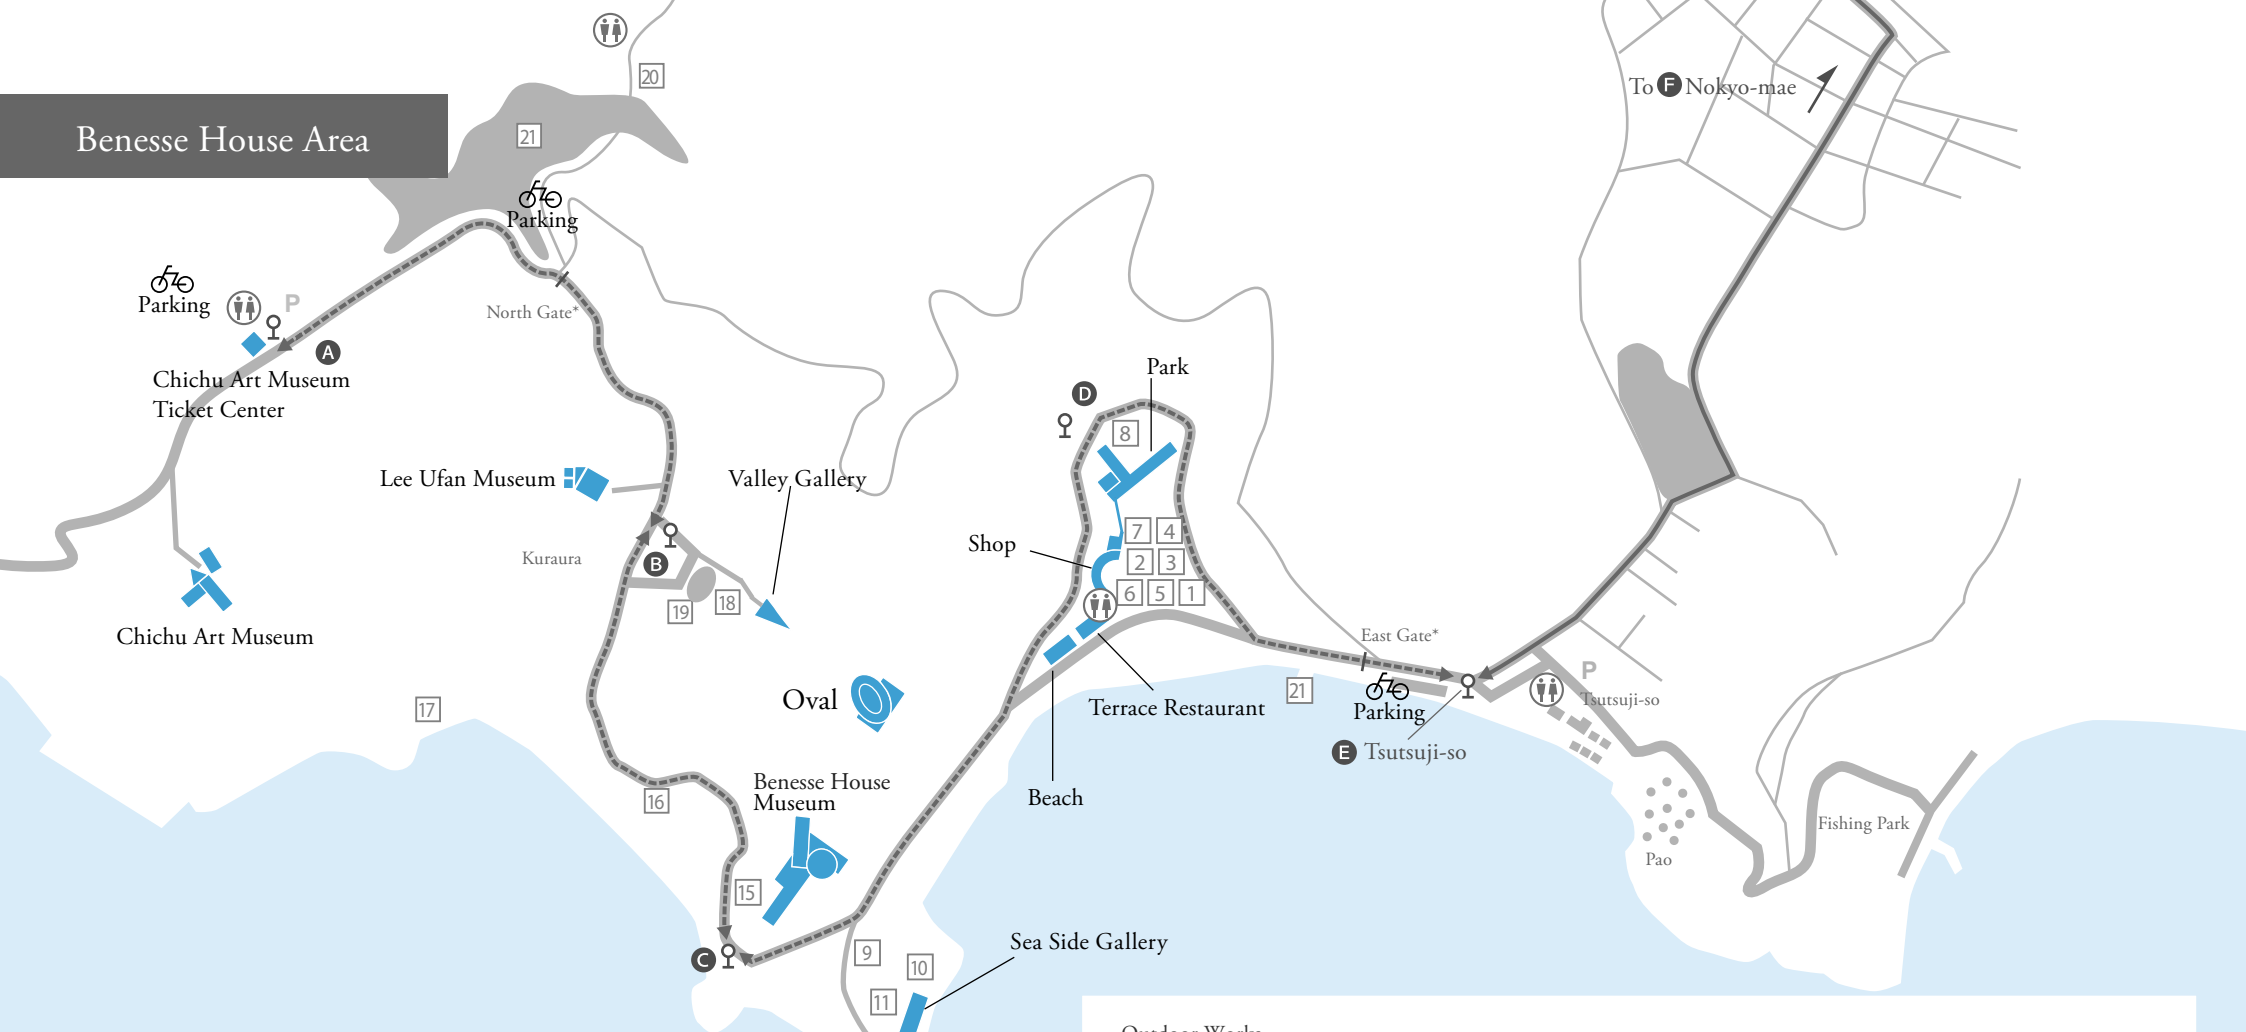 Benesse House Area
20
21
Parking
To F Nokyo-mae
Parking
P
North Gate*
A
Chichu Art Museum
Ticket Center
Park
D
8
Lee Ufan Museum
Valley Gallery
Shop
7 4
2 3
6 5 1
Kuraura
B
19
18
Chichu Art Museum
East Gate*
P
Tsutsuji-so
21
Parking
17
Oval
Terrace Restaurant
E Tsutsuji-so
Beach
16
Benesse House
Museum
Fishing Park
Pao
15
C
9
10
11
Sea Side Gallery
Outdoor Works